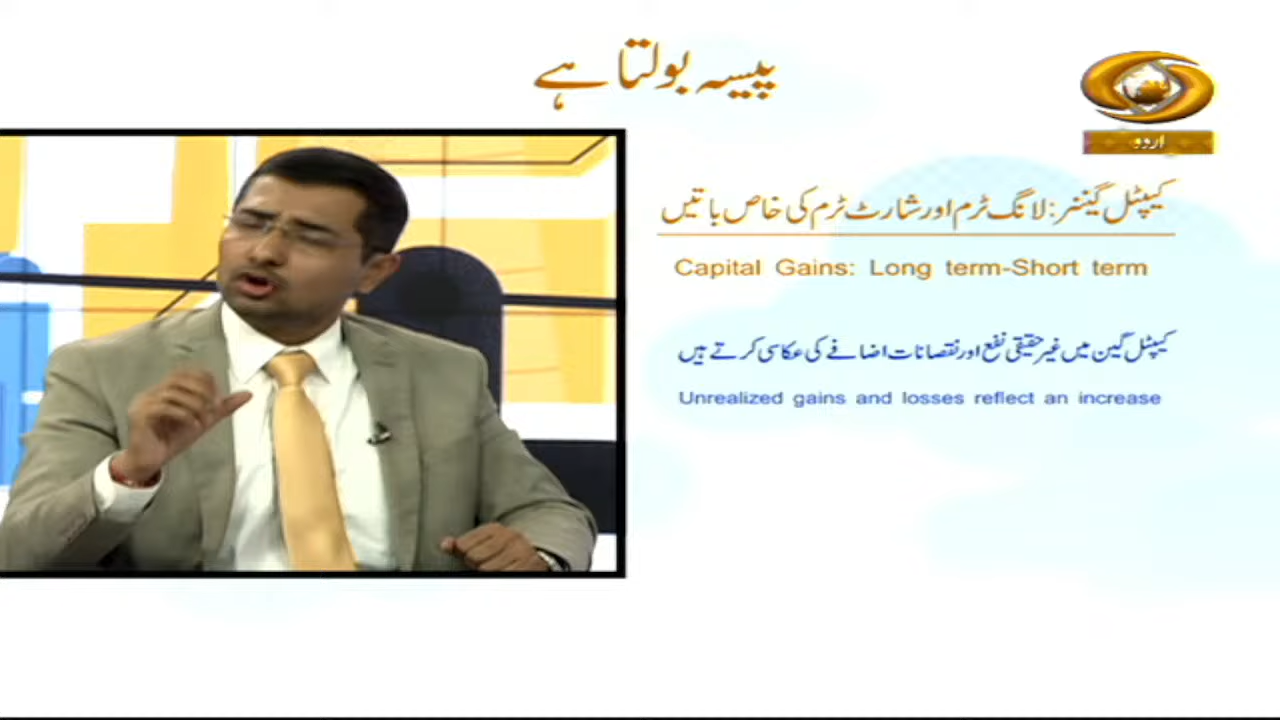 پیسہ بولتا ہے
اردو
کیپٹل گینز: لانگ ٹرم اور شارٹ ٹرم کی خاص باتیں
Capital Gains: Long term-Short term
کیپٹل گین میں غیر حقیقی نفع اور نقصانات اضافے کی عکاسی کرتے ہیں
Unrealized gains and losses reflect an increase